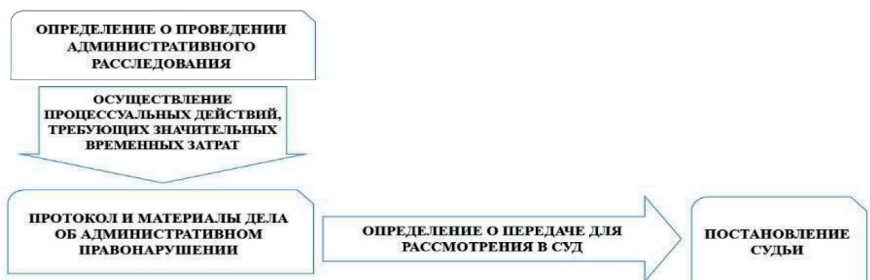 ОПРЕДЕЛЕНИЕ О ПРОВЕДЕНИИ
АДМИНИСТРАТИВНОГО
РАССЛЕДОВАНИЯ
ОСУЩЕСТВЛЕНИЕ
ПРОЦЕССУАЛЬНЫХ ДЕЙСТВИЙ,
ТРЕБУЮЩИХ ЗНАЧИТЕЛЬНЫХ
ВРЕМЕННЫХ ЗАТРАТ
ПРОТОКОЛ И МАТЕРИАЛЫ ДЕЛА
ОБ АДМИНИСТРАТИВНОМ
ПРАВОНАРУШЕНИИ
ОПРЕДЕЛЕНИЕ О ПЕРЕДАЧЕ ДЛЯ
РАССМОТРЕНИЯ В СУД
ПОСТАНОВЛЕНИЕ
СУДЬИ